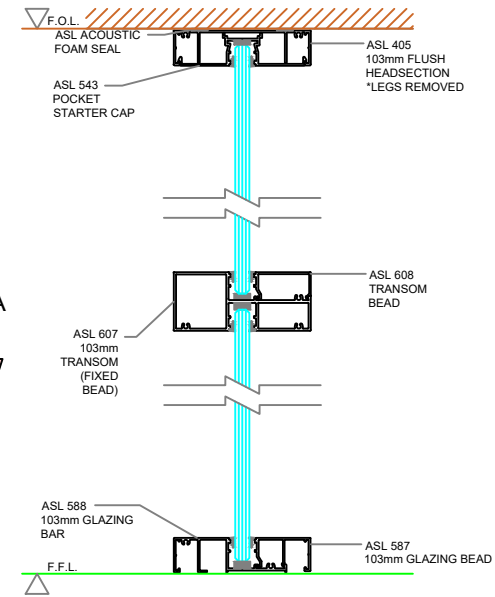 F.O.L.
ASL ACOUSTIC
FOAM SEAL
ASL 405
103mm FLUSH
HEADSECTION
*LEGS REMOVED
ASL 543
POCKET
STARTER CAP
ASL 608
TRANSOM
BEAD
A
7
ASL 607
103mm
TRANSOM
(FIXED
BEAD)
ASL 588
103mm GLAZING
BAR
ASL 587
103mm GLAZING BEAD
F.F.L.